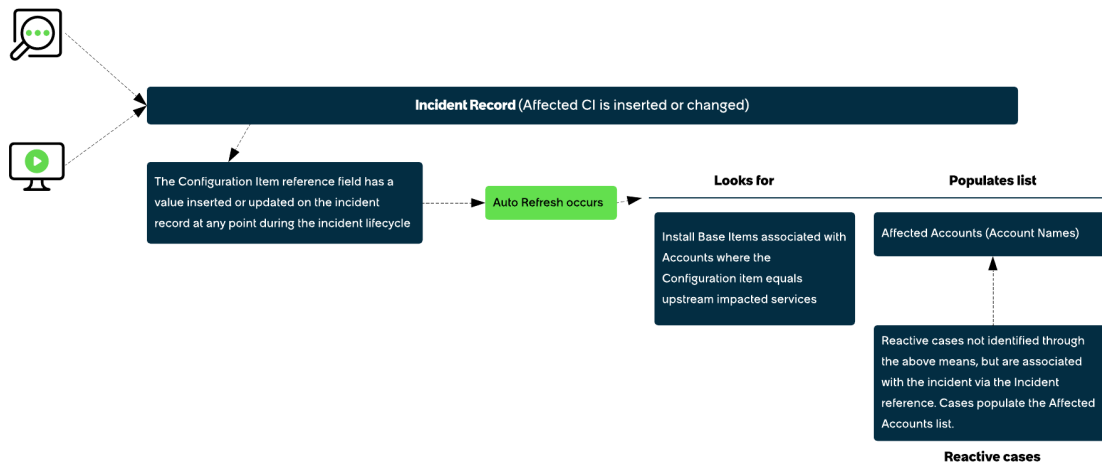 Incident Record (Affected CI is inserted or changed)
The Configuration Item reference field has a
value inserted or updated on the incident
record at any point during the incident lifecycle
Auto Refresh occurs
Looks for
Install Base Items associated with
Accounts where the
Configuration item equals
upstream impacted services
Populates list
Affected Accounts (Account Names)
Reactive cases not identified through
the above means, but are associated
with the incident via the Incident
reference. Cases populate the Affected
Accounts list.
Reactive cases